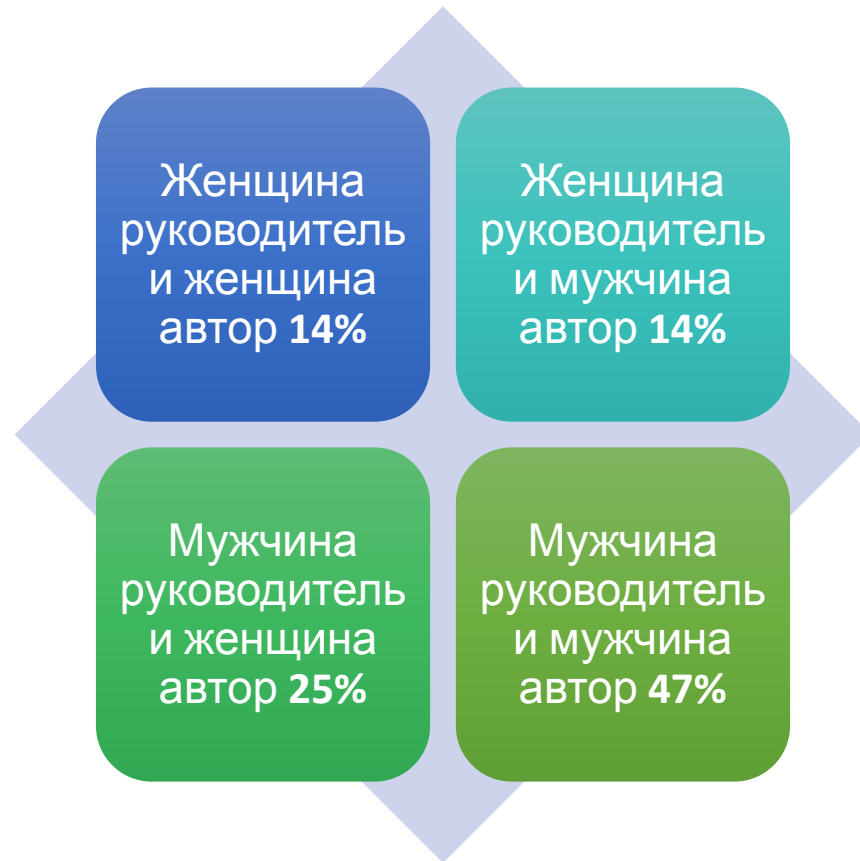 Женщина
руководитель
и женщина
автор 14%
Женщина
руководитель
и мужчина
автор 14%
Мужчина
руководитель
и женщина
автор 25%
Мужчина
руководитель
и мужчина
автор 47%